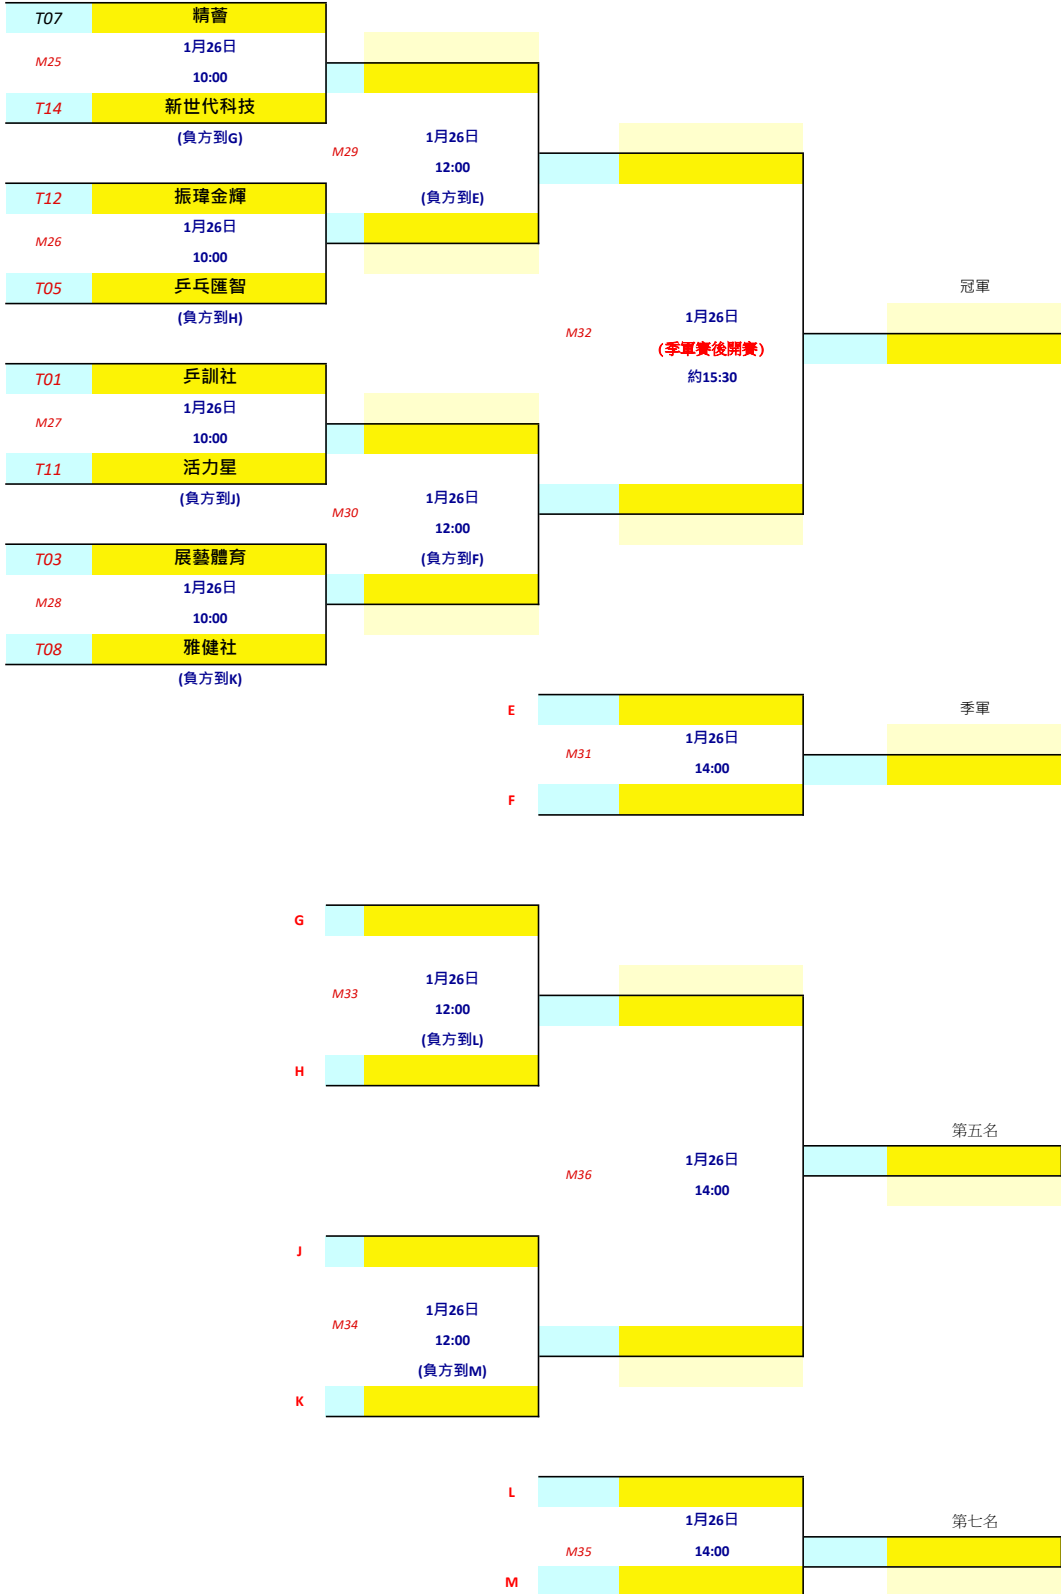 T07 精薈
M25 1月26日
10:00
T14 新世代科技
(負方到G)
M29 1月26日
12:00
(負方到E)
T12 振瑋金輝
M26 1月26日
10:00
T05 乒乓匯智
(負方到H)
冠軍
M32 1月26日
(季軍賽後開賽)
約15:30
T01 乒訓社
M27 1月26日
10:00
T11 活力星
(負方到J)
M30 1月26日
12:00
(負方到F)
T03 展藝體育
M28 1月26日
10:00
T08 雅健社
(負方到K)
E
季軍
M31 1月26日
14:00
F
G
M33 1月26日
12:00
(負方到L)
H
第五名
M36 1月26日
14:00
J
M34 1月26日
12:00
(負方到M)
K
L
1月26日
第七名
M35 14:00
M